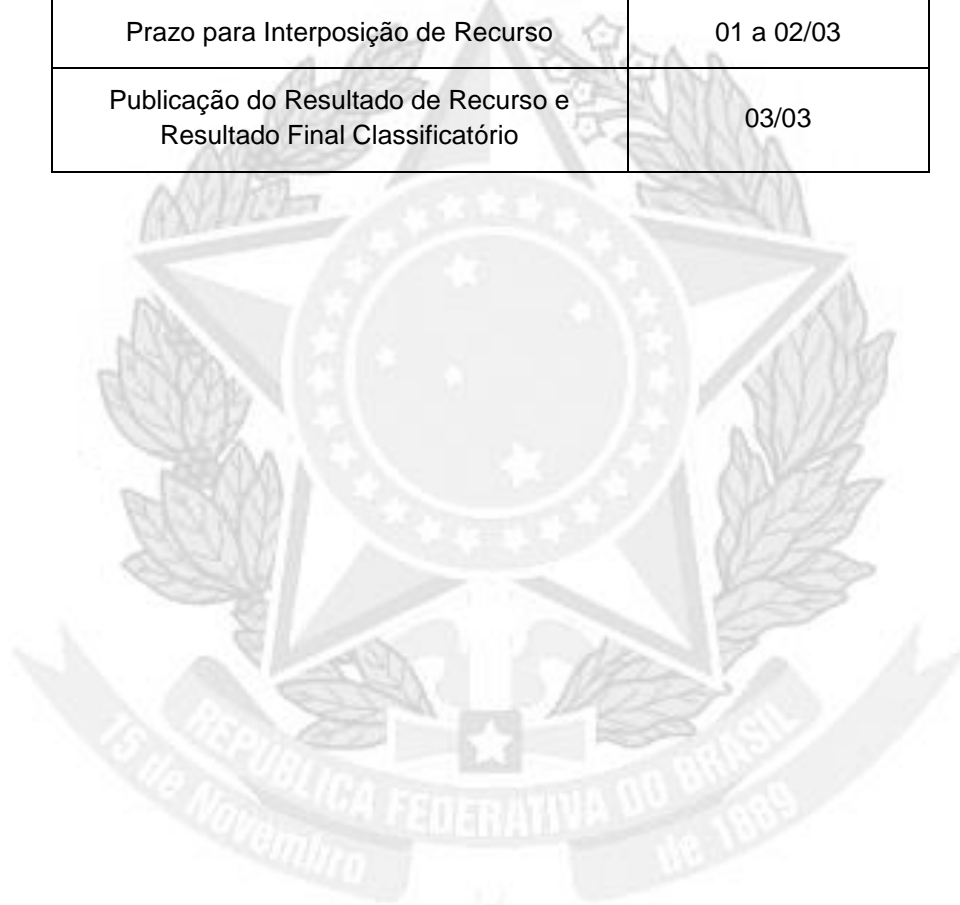 Prazo para Interposição de Recurso
01 a 02/03
Publicação do Resultado de Recurso e
Resultado Final Classificatório
03/03
REPÚBLICA FEDERATIVA DO BRASIL
15 de Novembro
de 1889